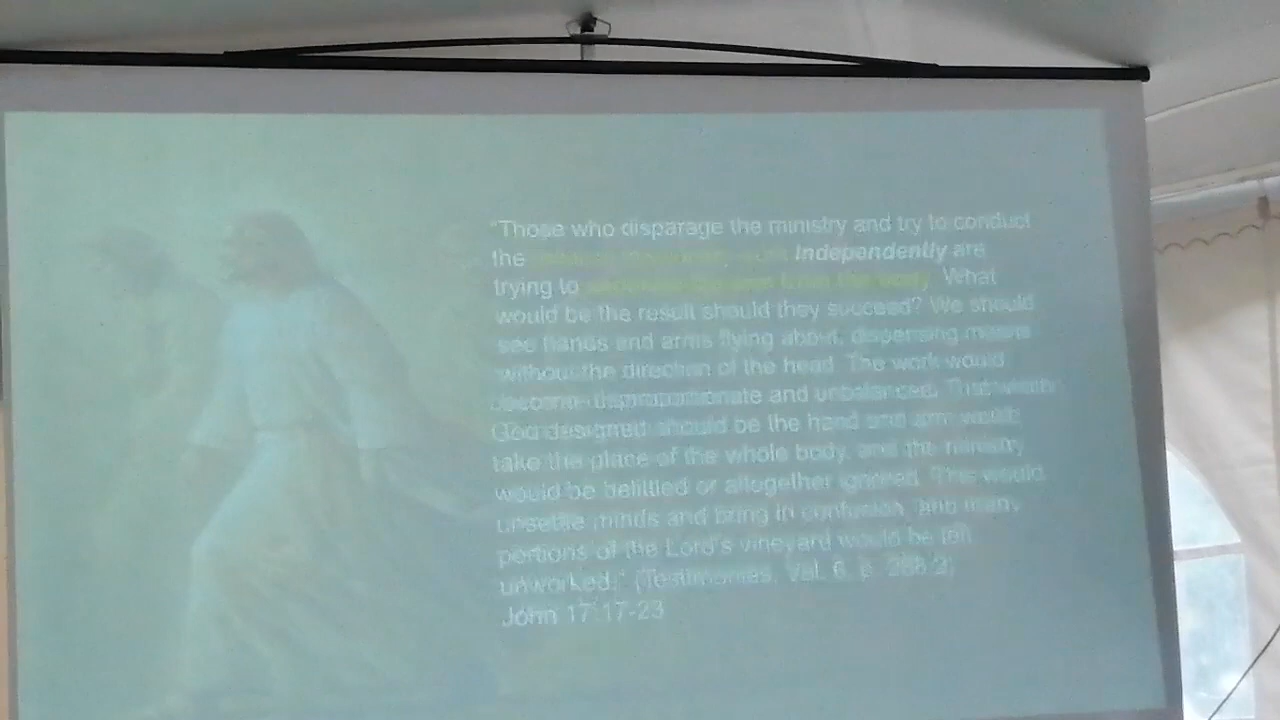 "Those who disparage the ministry and try to conduct
the Independently are
trying to What
would be the result should they succeed? We should
see hands and arms flying about, dispensing means
without the direction of the head. The work would
become disproportionate and unbalanced. That which
God designed should be the hand and arm would
take the place of the whole body, and the ministry
would be belittled or altogether ignored. This would
unsettle minds and bring in confusion, and many
portions of the Lord's vineyard would be left
unworked." (Testimonies, Vol. 6, p.
John 17:17-23